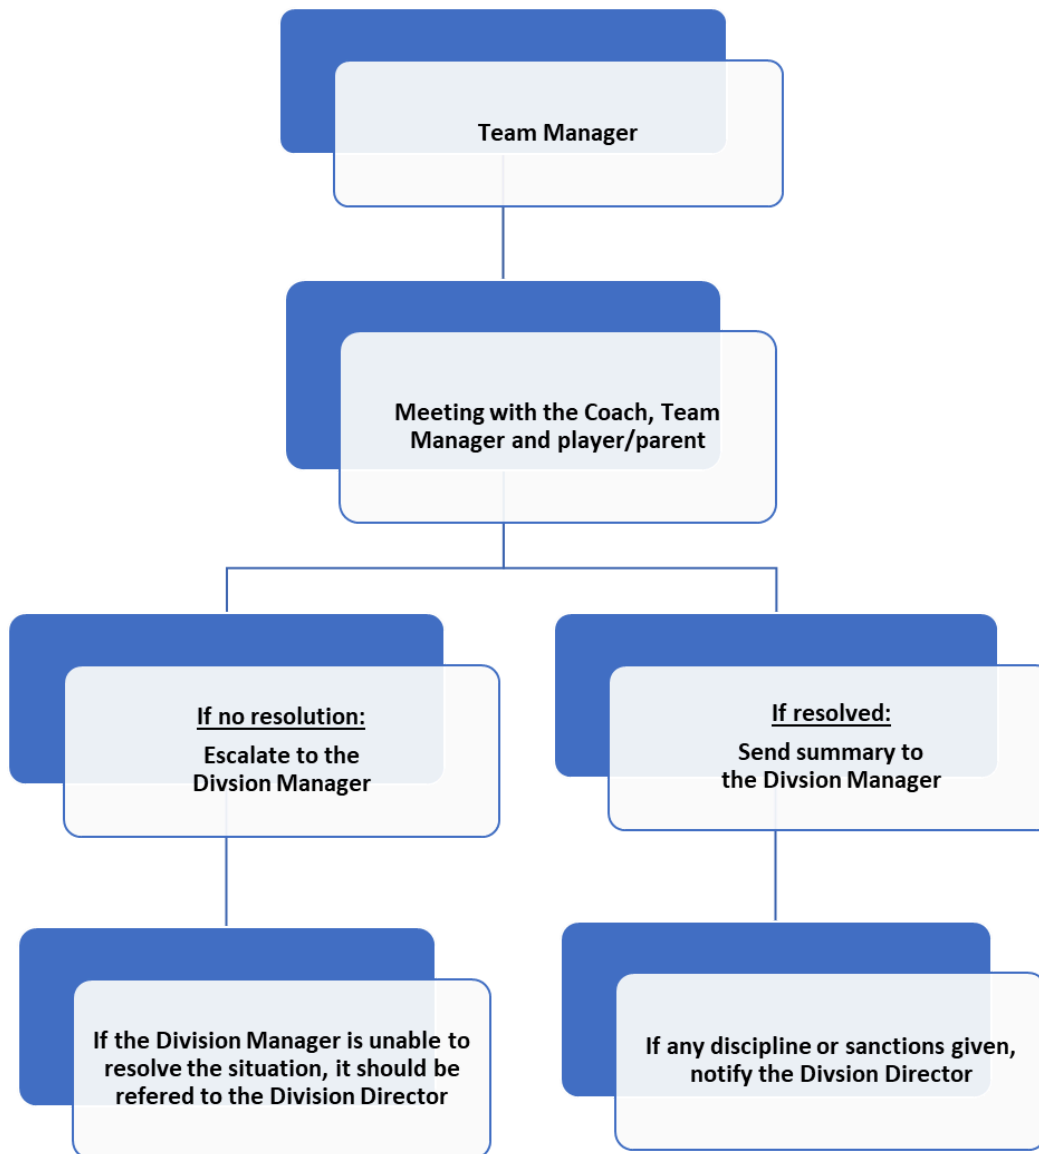 Team Manager
Meeting with the Coach, Team
Manager and player/parent
If no resolution:
Escalate to the
Divsion Manager
If resolved:
Send summary to
the Divsion Manager
If the Division Manager is unable to
resolve the situation, it should be
refered to the Division Director
If any discipline or sanctions given,
notify the Divsion Director